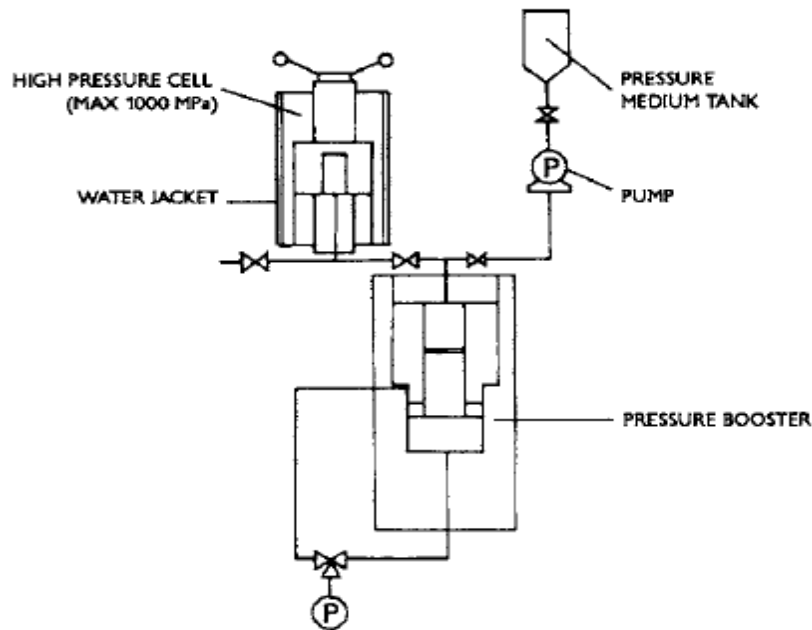 HIGH PRESSURE CELL
(MAX 1000 MPa)
PRESSURE
MEDIUM TANK
P
WATER JACKET
PUMP
PRESSURE BOOSTER
P